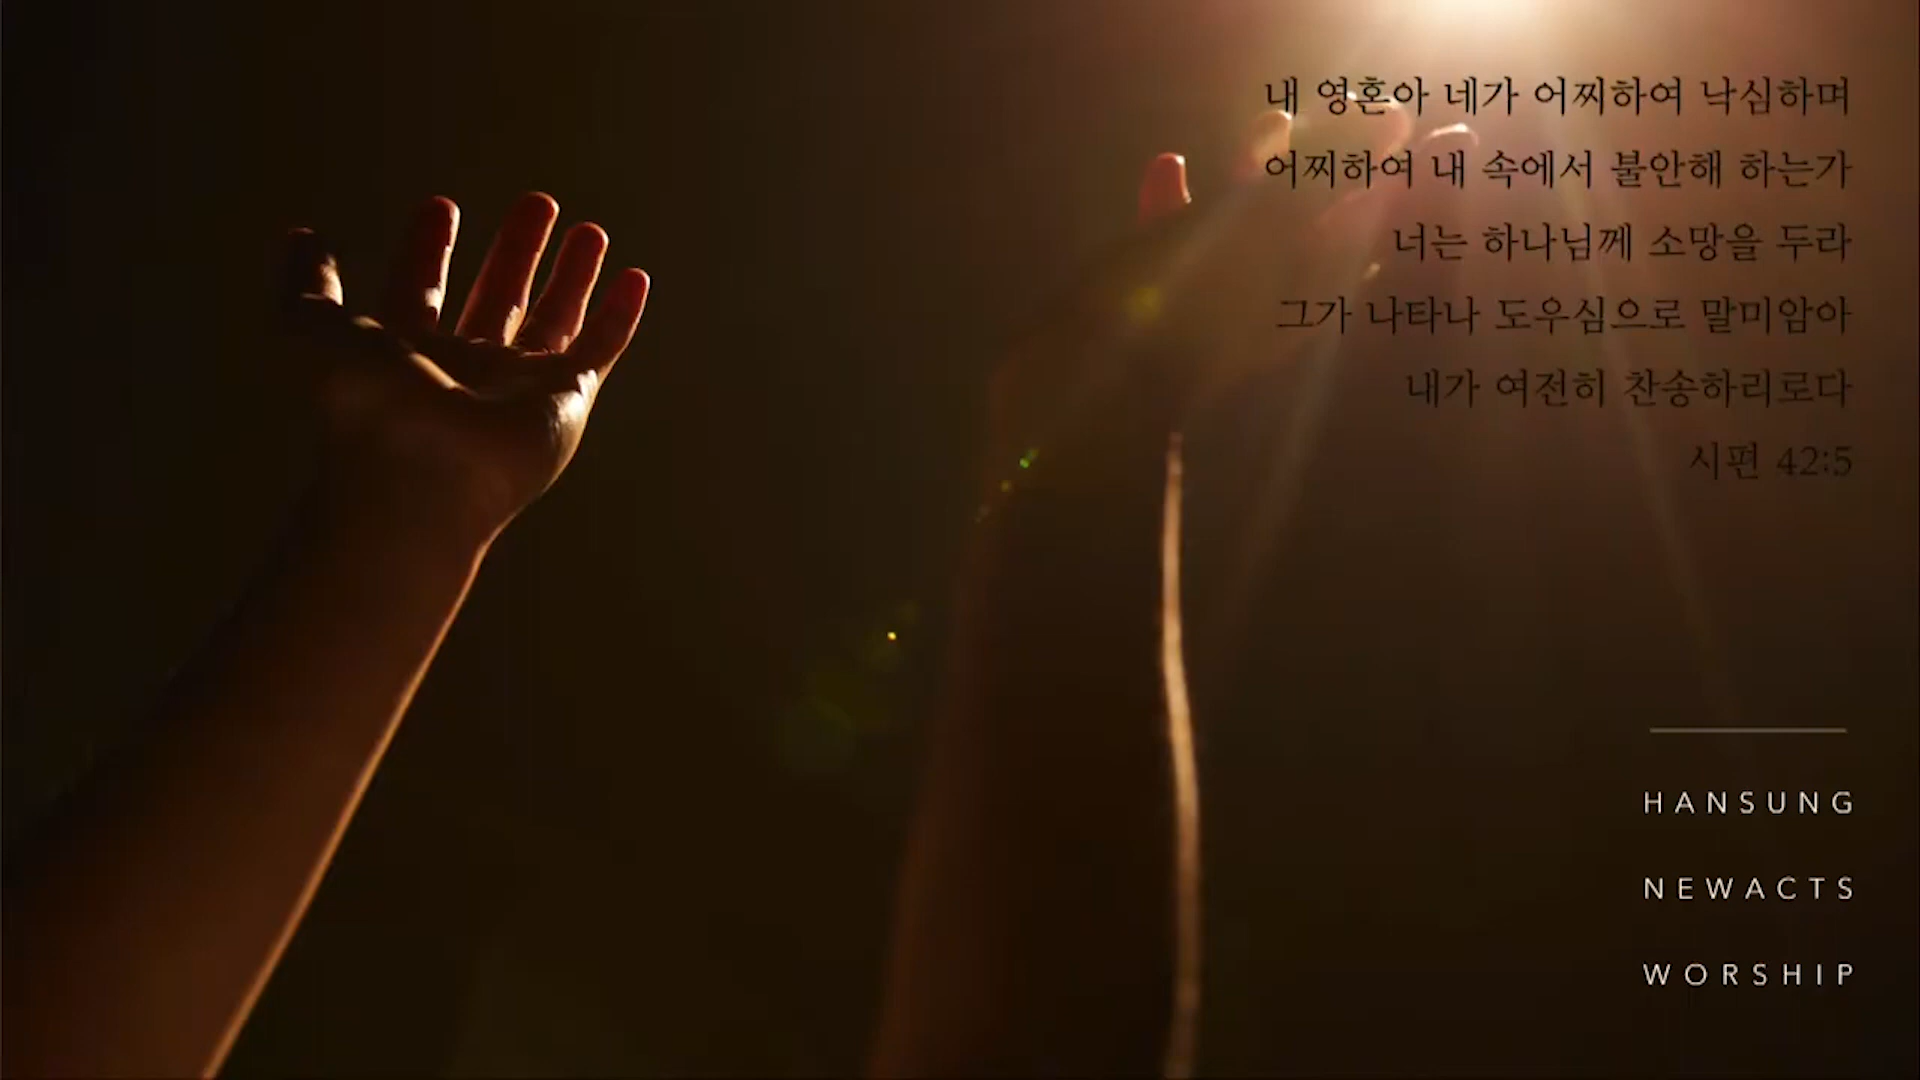 내 영혼아 네가 어찌하여 낙심하며
어찌하여 내 속에서 불안해 하는가
너는 하나님께 소망을 두라
그가 나타나 도우심으로 말미암아
내가 여전히 찬송하리로다
시편 42:5
HANSUNG
NEWACTS
WORSHIP